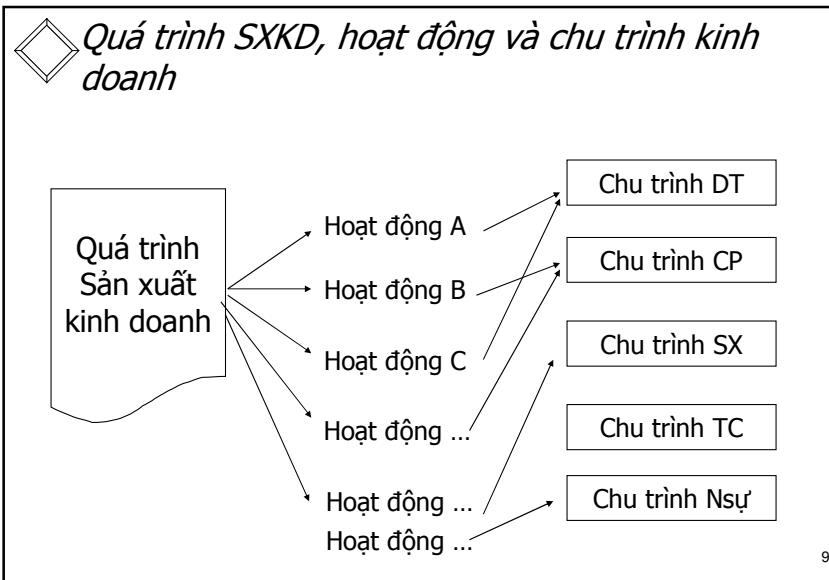 Quá trình SXKD, hoạt động và chu trình kinh
doanh
Quá trình
Sản xuất
kinh doanh
Hoạt động A
Hoạt động B
Hoạt động C
Hoạt động ...
Hoạt động ...
Hoạt động ...
Chu trình DT
Chu trình CP
Chu trình SX
Chu trình TC
Chu trình Nsự
9